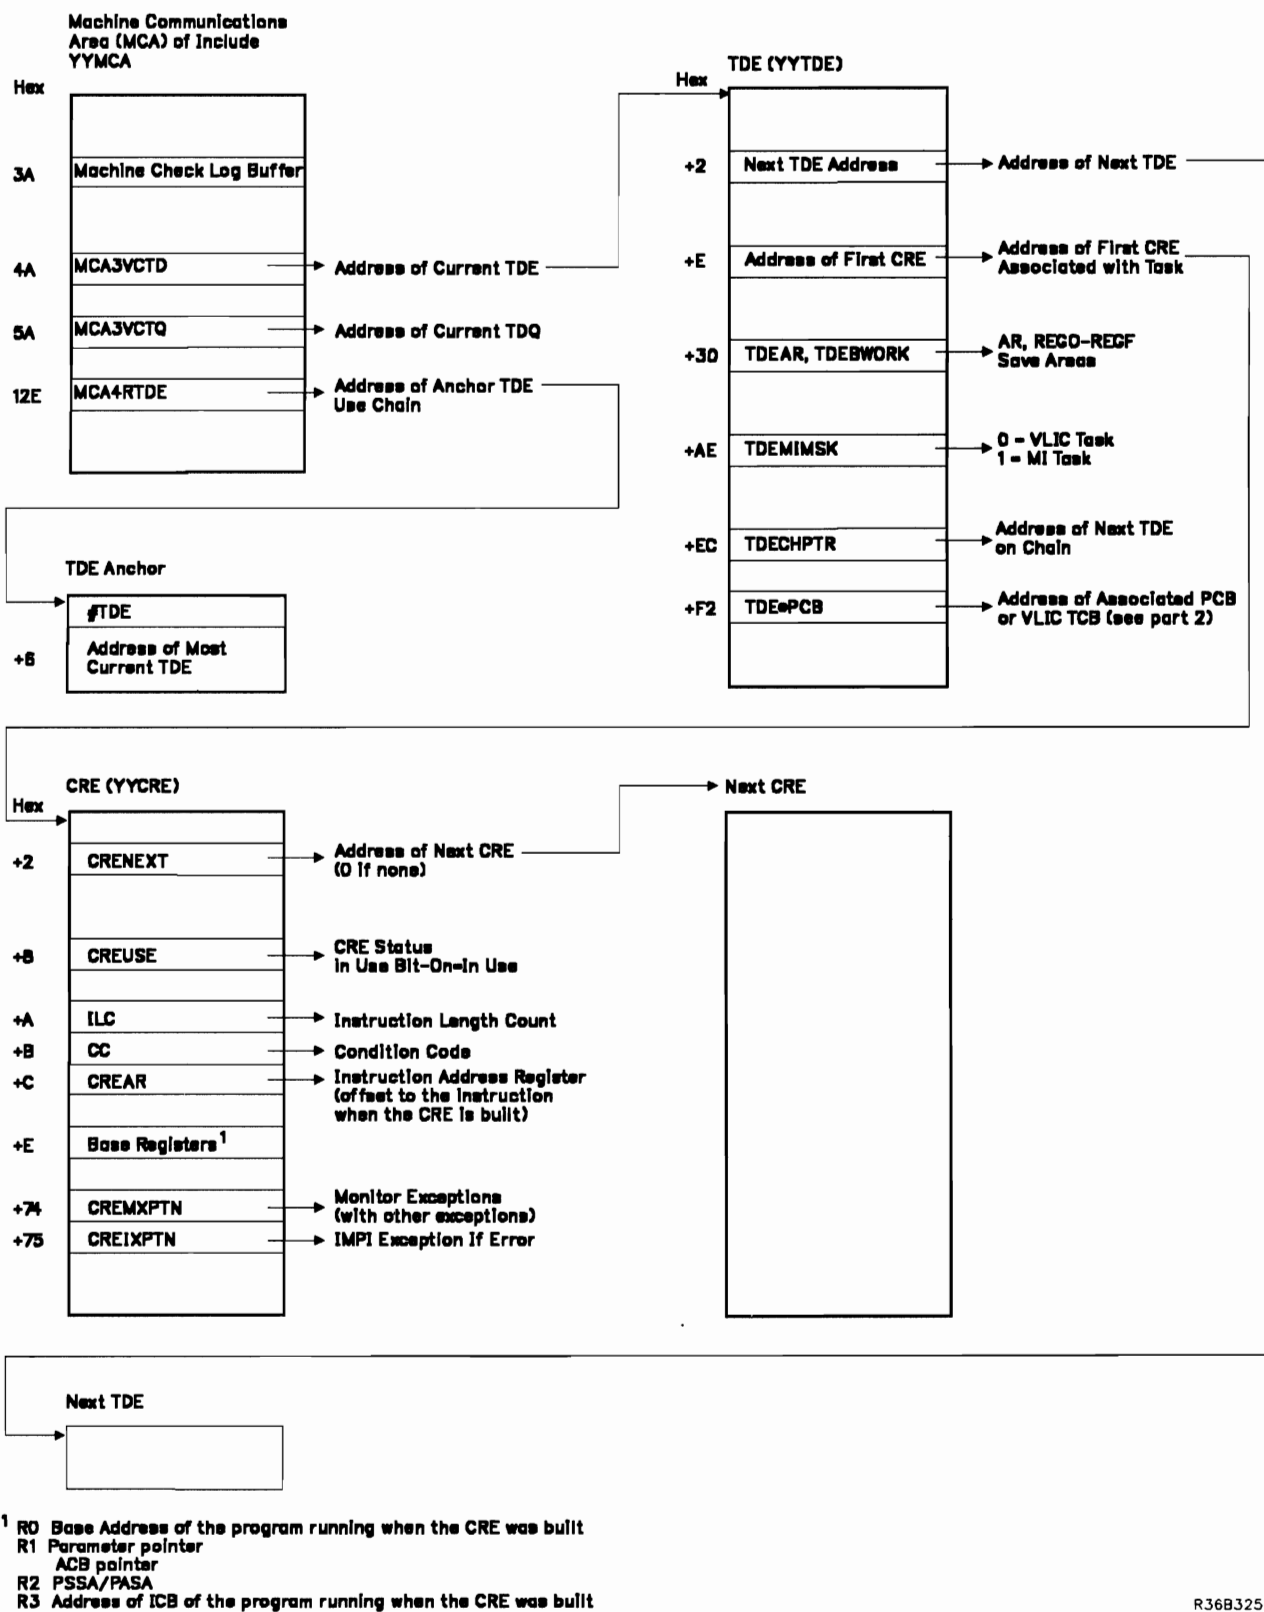 Machine Communications
Area (MCA) of Include
YYMCA
Hex
3A
Machine Check Log Buffer
4A
MCA3VCTD
Address of Current TDE
5A
MCA3VCTQ
Address of Current TDQ
12E
MCA4RTDE
Address of Anchor TDE
Use Chain
TDE (YYTDE)
Hex
+2
Next TDE Address
Address of Next TDE
+E
Address of First CRE
Address of First CRE
Associated with Task
+30
TDEAR, TDEBWORK
AR, REG0-REGF
Save Areas
+AE
TDEMIMSK
0 - VLIC Task
1 - MI Task
+EC
TDECHPTR
Address of Next TDE
on Chain
+F2
TDE@PCB
Address of Associated PCB
or VLIC TCB (see part 2)
TDE Anchor
#TDE
+6
Address of Most
Current TDE
CRE (YYCRE)
Hex
+2
CRENEXT
Address of Next CRE
(0 if none)
+8
CREUSE
CRE Status
in Use Bit-On=In Use
+A
ILC
Instruction Length Count
+B
CC
Condition Code
+C
CREAR
Instruction Address Register
(offset to the instruction
when the CRE is built)
+E
Base Registers1
+74
CREMXPTN
Monitor Exceptions
(with other exceptions)
+75
CREIXPTN
IMPI Exception If Error
Next CRE
Next TDE
1 R0 Base Address of the program running when the CRE was built
R1 Parameter pointer
ACB pointer
R2 PSSA/PASA
R3 Address of ICB of the program running when the CRE was built
R36B325